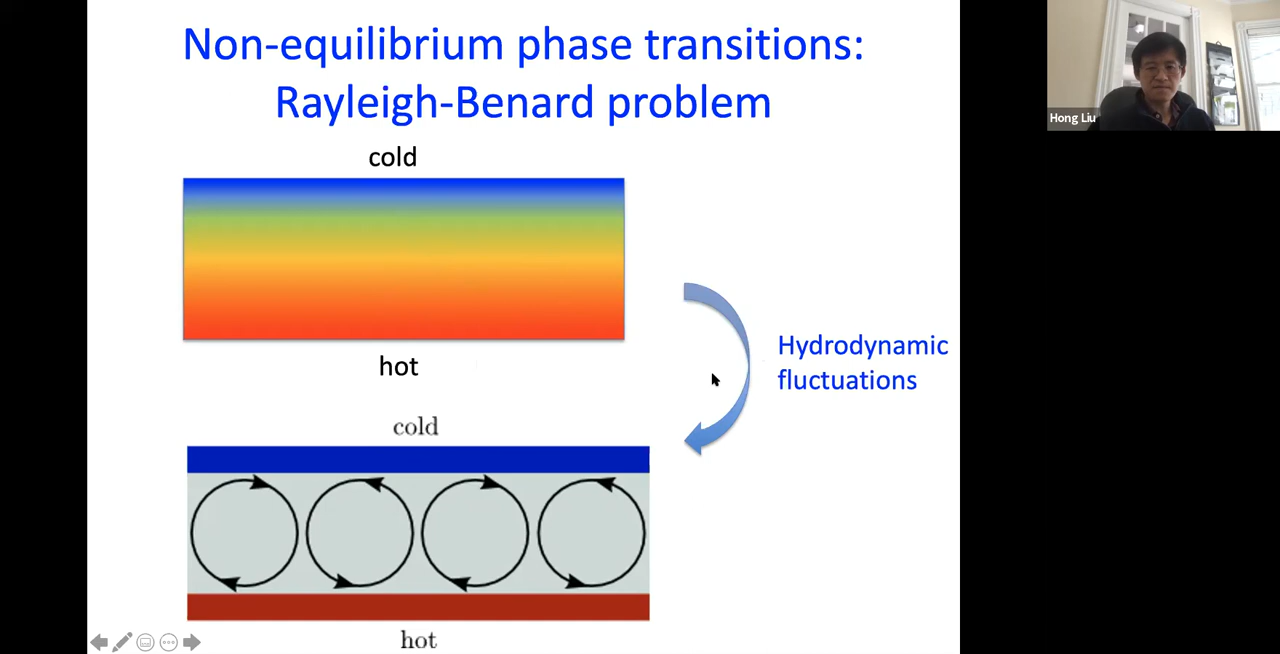 Non-equilibrium phase transitions:
Rayleigh-Benard problem
cold
hot
Hydrodynamic
fluctuations
cold
hot
Hong Liu